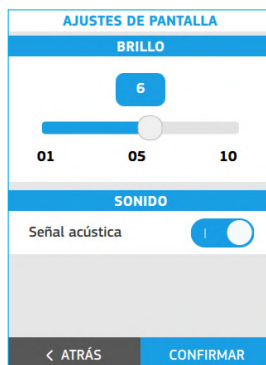 AJUSTES DE PANTALLA
BRILLO
6
01 05 10
SONIDO
Señal acústica
< ATRÁS CONFIRMAR